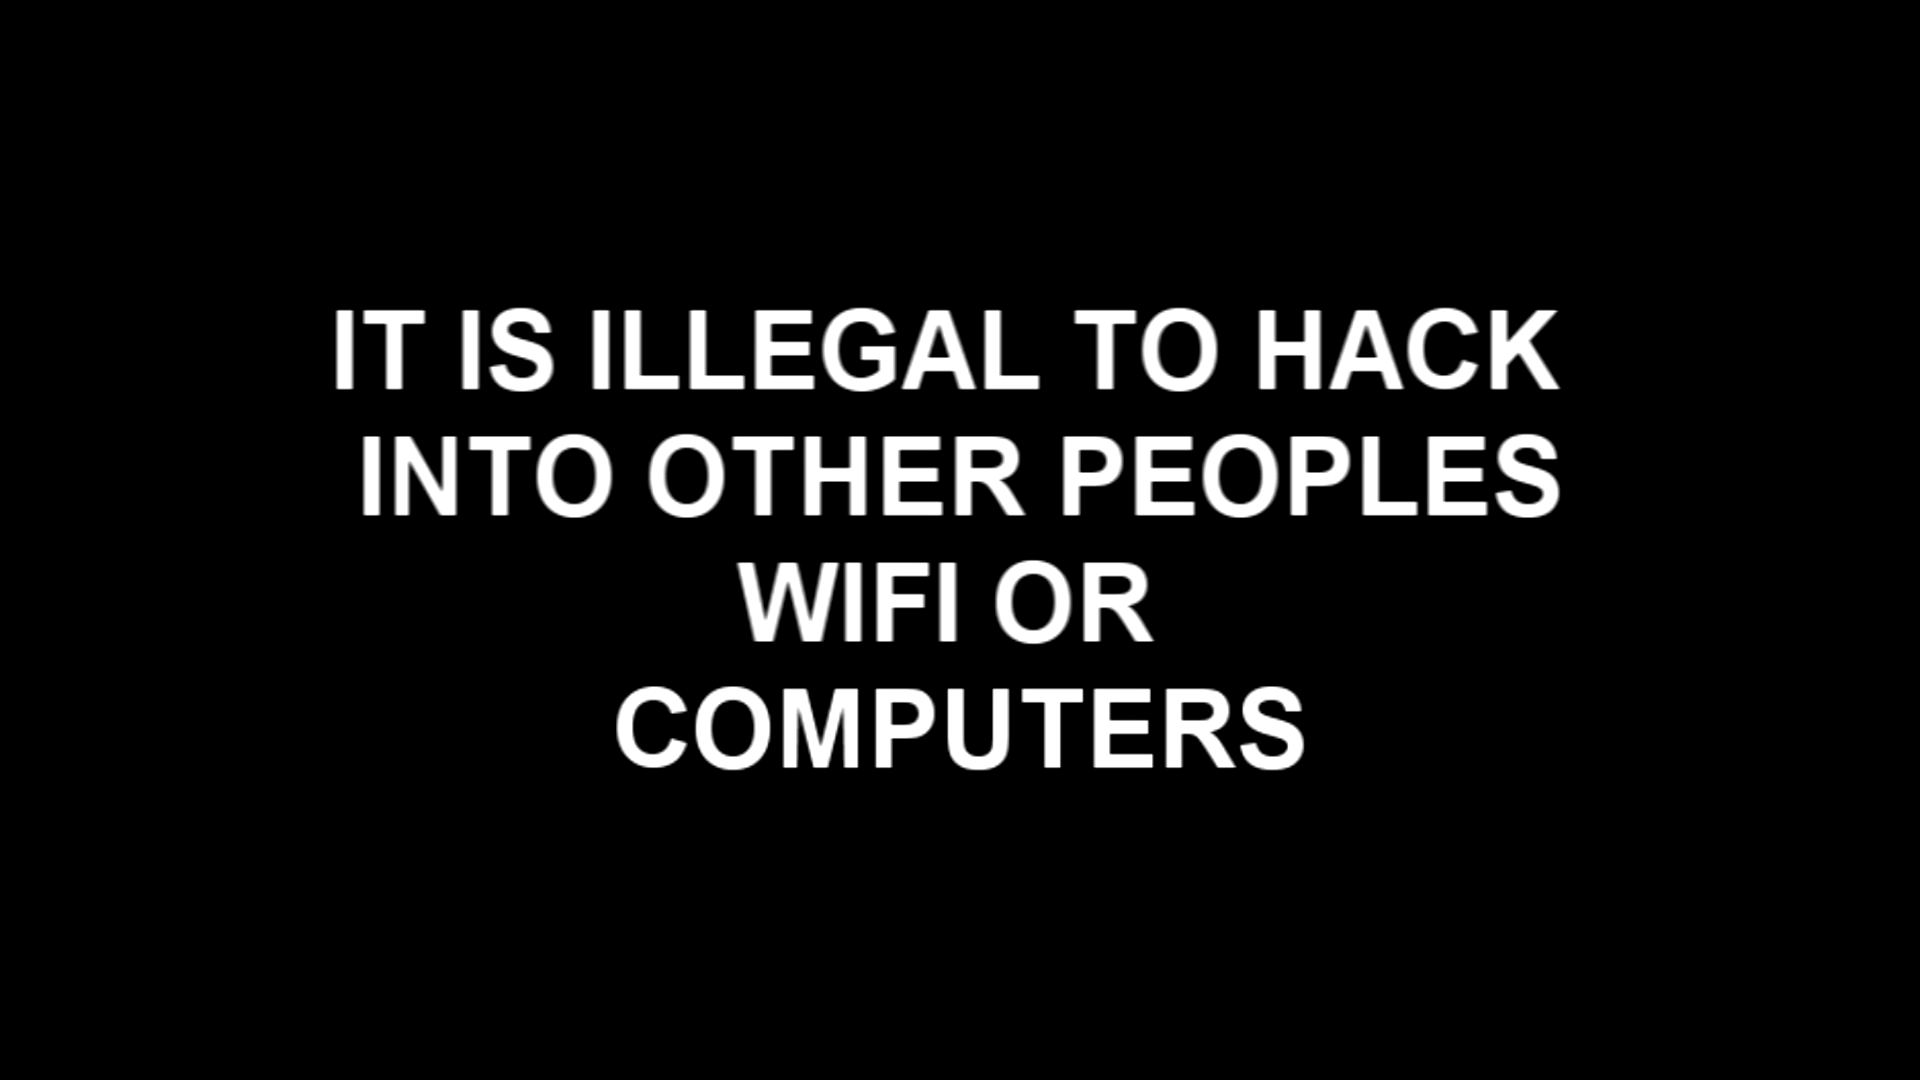 IT IS ILLEGAL TO HACK
INTO OTHER PEOPLES
WIFI OR
COMPUTERS